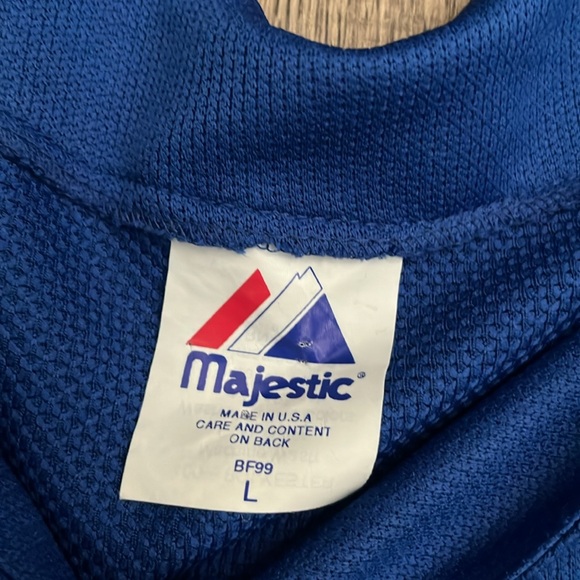 Majestic®
MADE IN U.S.A
CARE AND CONTENT
ON BACK
BF99
L